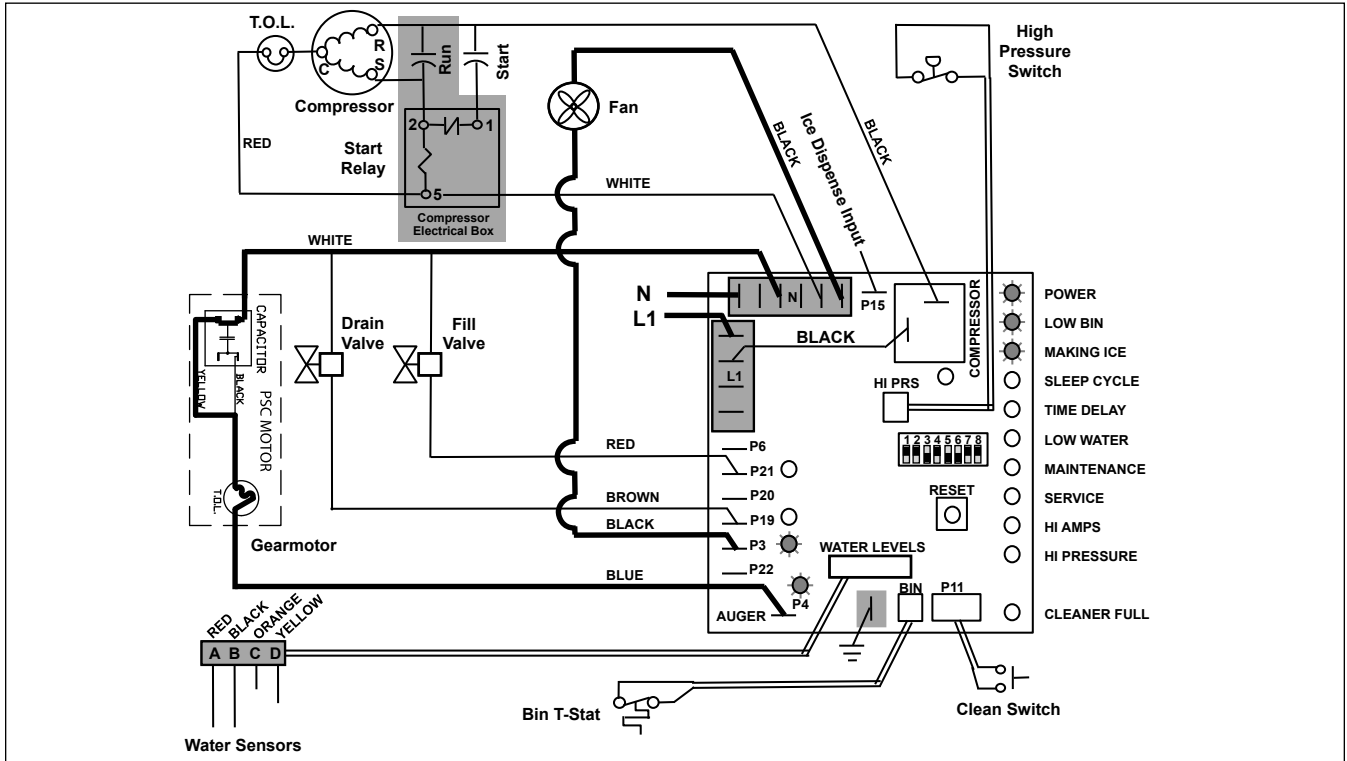 T.O.L.
R
S
C
Compressor
Run
Start
High
Pressure
Switch
Fan
2
1
5
Start
Relay
RED
Compressor
Electrical Box
WHITE
BLACK
BLACK
Ice Dispense Input
WHITE
N
N
L1
L1
P15
COMPRESSOR
BLACK
HI PRS
POWER
LOW BIN
MAKING ICE
SLEEP CYCLE
TIME DELAY
LOW WATER
MAINTENANCE
SERVICE
HI AMPS
HI PRESSURE
CLEANER FULL
CAPACITOR
YELLOW
BLACK
PSC MOTOR
T.O.L.
Gearmotor
Drain
Valve
Fill
Valve
RED
BROWN
BLACK
BLUE
P6
P21
P20
P19
P3
P22
P4
AUGER
1 2 3 4 5 6 7 8
RESET
WATER LEVELS
BIN
P11
RED
BLACK
ORANGE
YELLOW
A B C D
Water Sensors
Bin T-Stat
Clean Switch